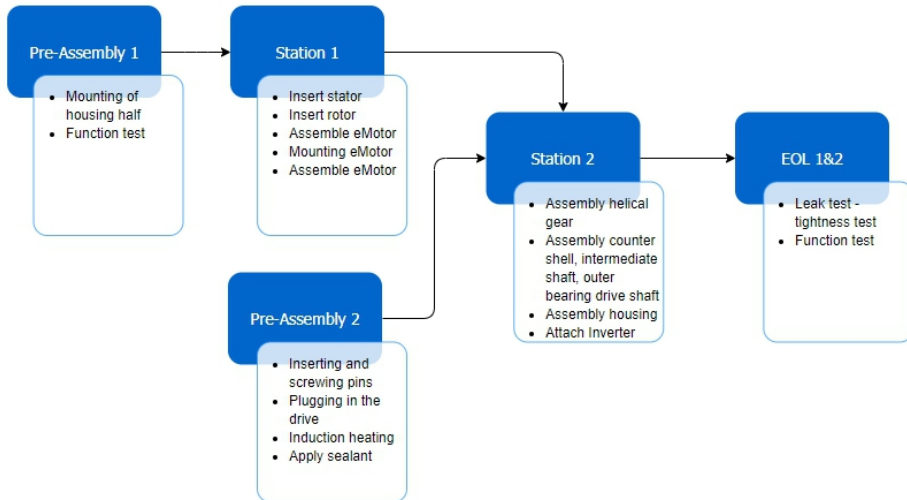 Pre-Assembly 1
Mounting of
housing half
Function test
Station 1
Insert stator
Insert rotor
Assemble eMotor
Mounting eMotor
Assemble eMotor
Pre-Assembly 2
Inserting and
screwing pins
Plugging in the
drive
Induction heating
Apply sealant
Station 2
Assembly helical
gear
Assembly counter
shell, intermediate
shaft, outer
bearing drive shaft
Assembly housing
Attach Inverter
EOL 1&2
Leak test -
tightness test
Function test